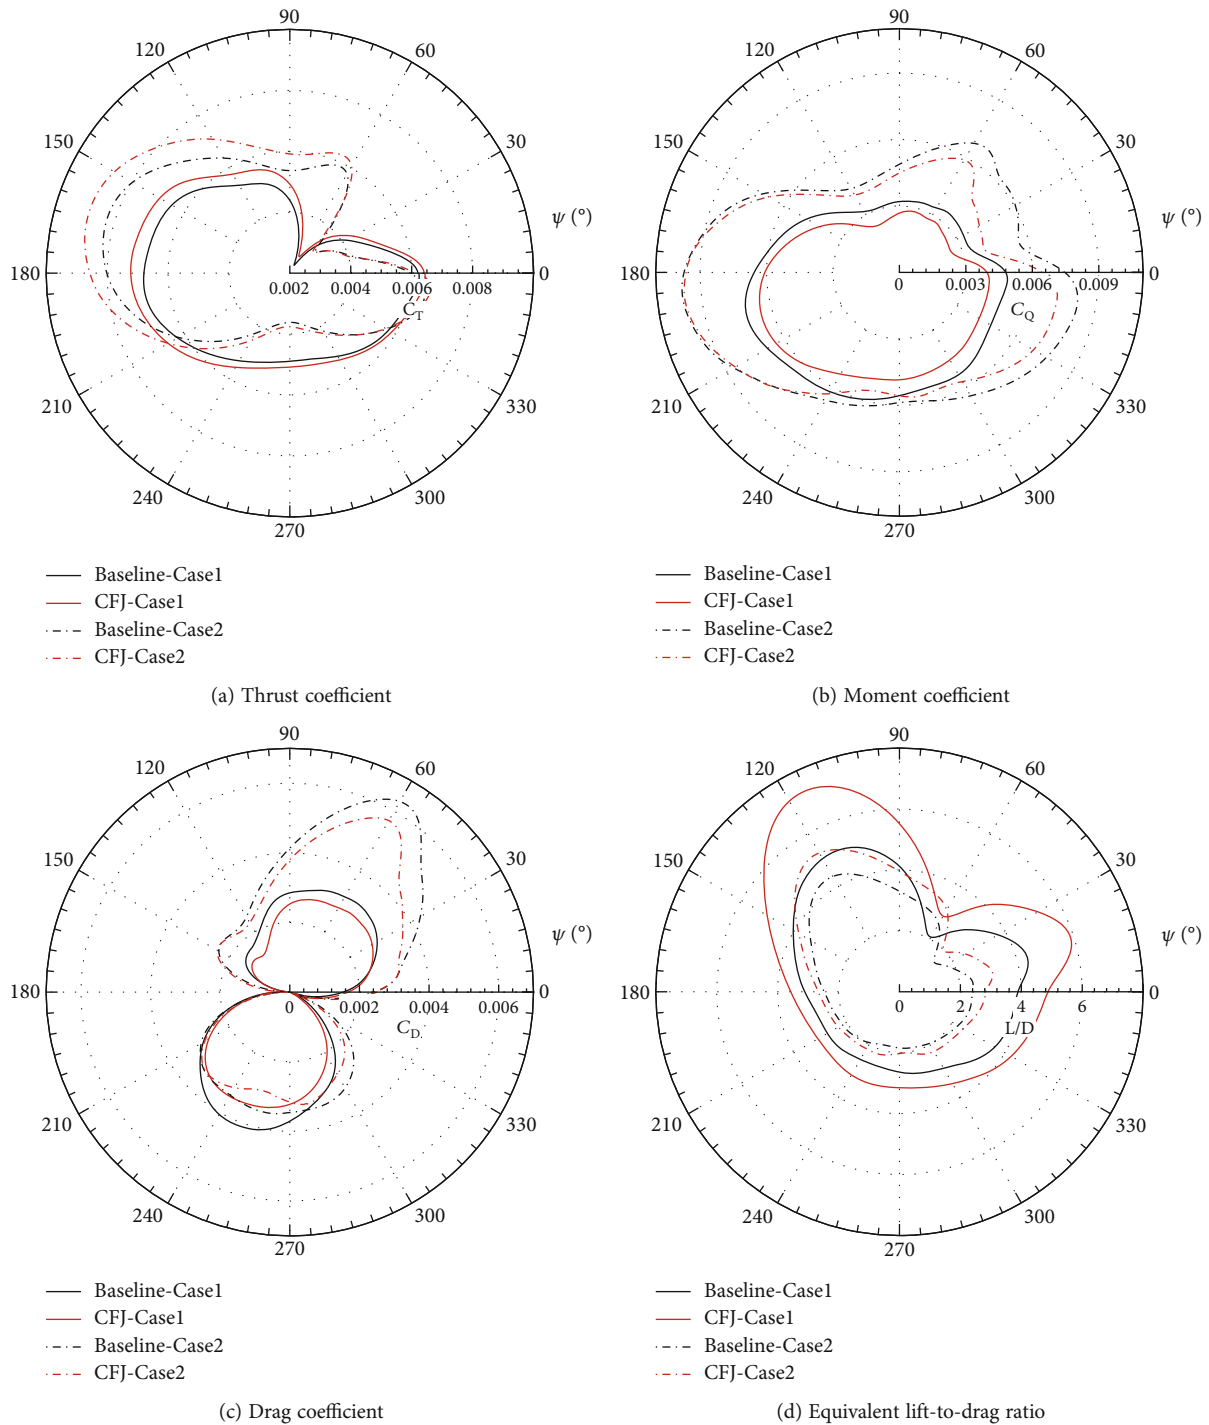 90
120
60
150
30
ψ (°)
180
0.002
0.004
0.006
0.008
0
C_T
210
330
240
300
270
Baseline-Case1
CFJ-Case1
Baseline-Case2
CFJ-Case2
(a) Thrust coefficient
90
120
60
150
30
ψ (°)
180
0
0.003
0.006
0.009
0
C_Q
210
330
240
300
270
Baseline-Case1
CFJ-Case1
Baseline-Case2
CFJ-Case2
(b) Moment coefficient
90
120
60
150
30
ψ (°)
180
0
0.002
0.004
0.006
0
C_D
210
330
240
300
270
Baseline-Case1
CFJ-Case1
Baseline-Case2
CFJ-Case2
(c) Drag coefficient
90
120
60
150
30
ψ (°)
180
0
2
4
6
0
L/D
210
330
240
300
270
Baseline-Case1
CFJ-Case1
Baseline-Case2
CFJ-Case2
(d) Equivalent lift-to-drag ratio